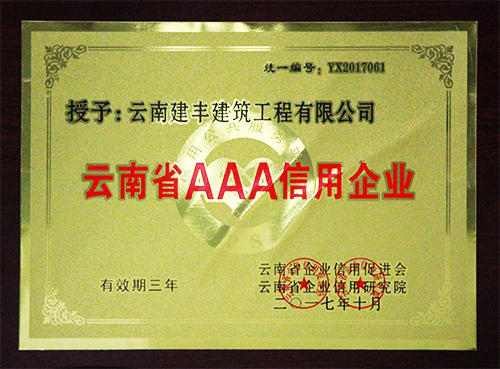 统一编号：YX2017061
授予：云南建丰建筑工程有限公司
云南省AAA信用企业
有效期三年
云南省企业信用促进会
云南省企业信用研究院
二〇一七年十月